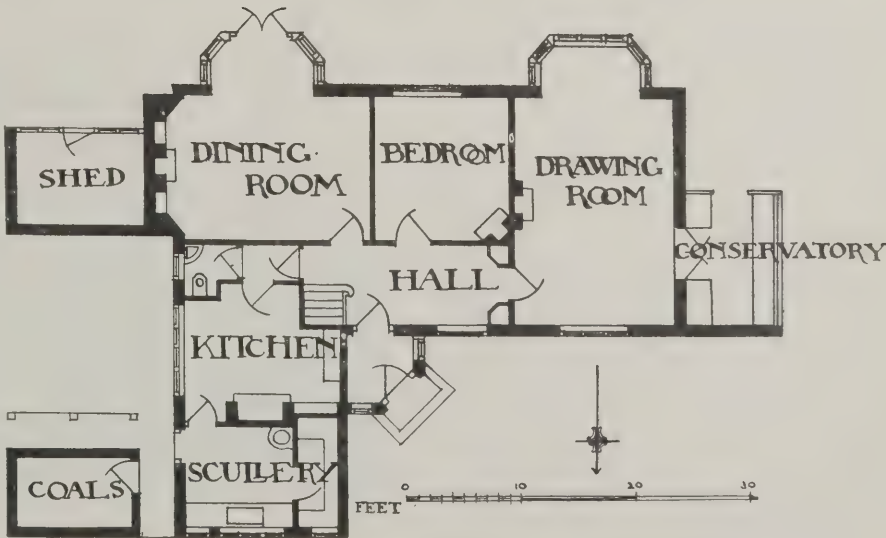 DINING
ROOM
BEDROOM
DRAWING
ROOM
SHED
CONSERVATORY
HALL
KITCHEN
SCULLERY
COALS
FEET
0 10 20 30